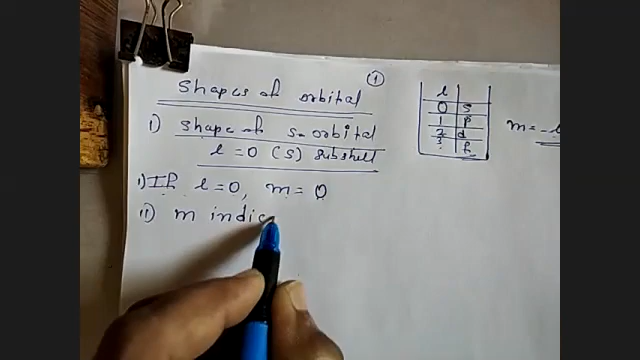 Shapes of orbital
①
1) Shape of s-orbital
l = 0 (s) subshell
i) If l = 0, m = 0
ii) m indic
l
0 s
1 p
2 d
3 f
m = -l